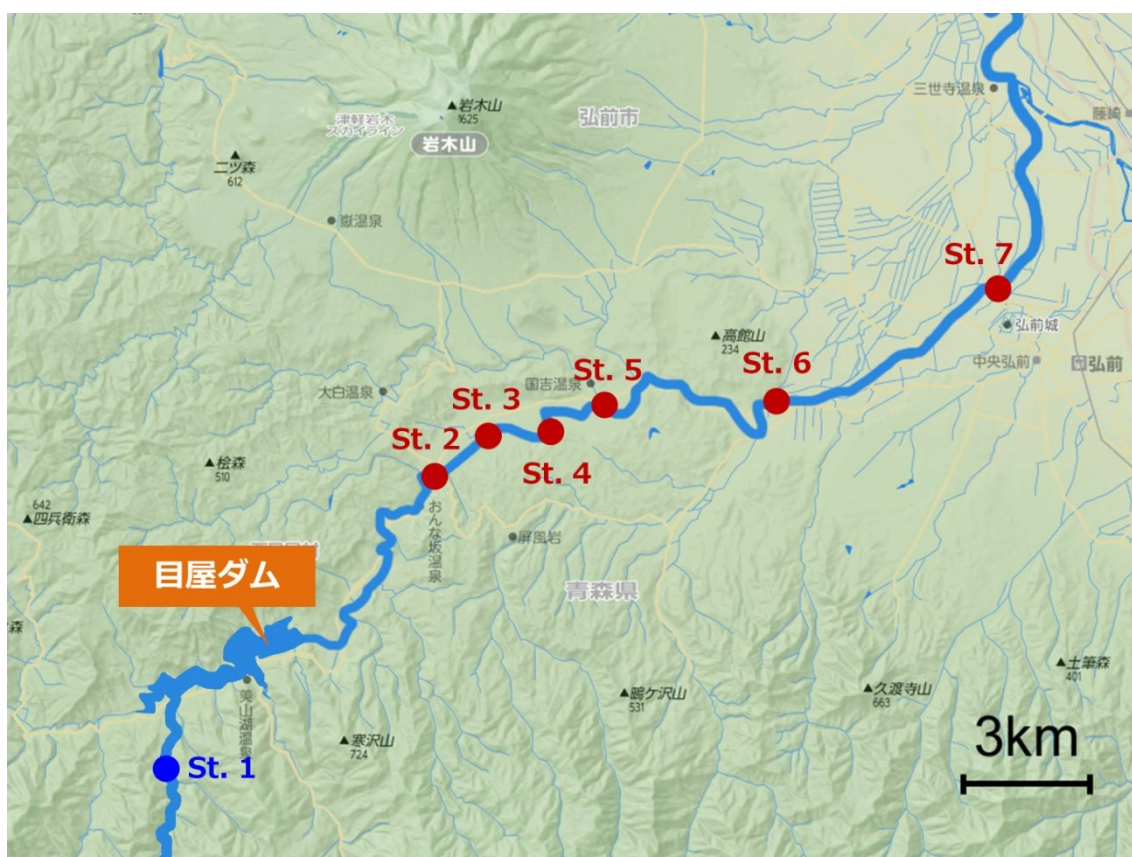 三世寺温泉
藤崎
▲岩木山
1625
弘前市
津軽岩木
スカイライン
岩木山
二ツ森
612
嶽温泉
St. 7
弘前城
高館山
234
中央弘前
弘前
St. 6
国吉温泉
St. 5
大白温泉
St. 3
St. 2
St. 4
桧森
510
642
▲四兵衛森
おんな坂温泉
屏風岩
目屋ダム
青森県
森
▲土筆森
401
美山湖温泉
▲久渡寺山
663
531
▲寒沢山
724
3km
St. 1